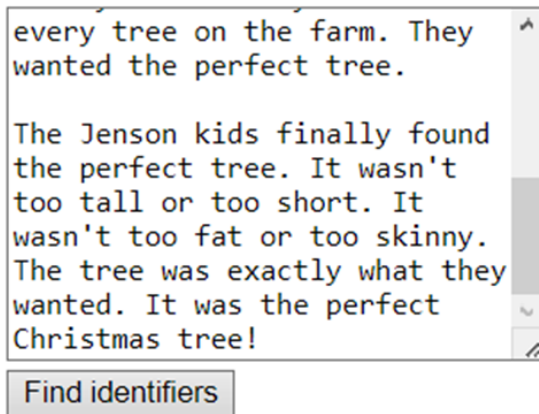 every tree on the farm. They
wanted the perfect tree.
The Jenson kids finally found
the perfect tree. It wasn't
too tall or too short. It
wasn't too fat or too skinny.
The tree was exactly what they
wanted. It was the perfect
Christmas tree!
Find identifiers